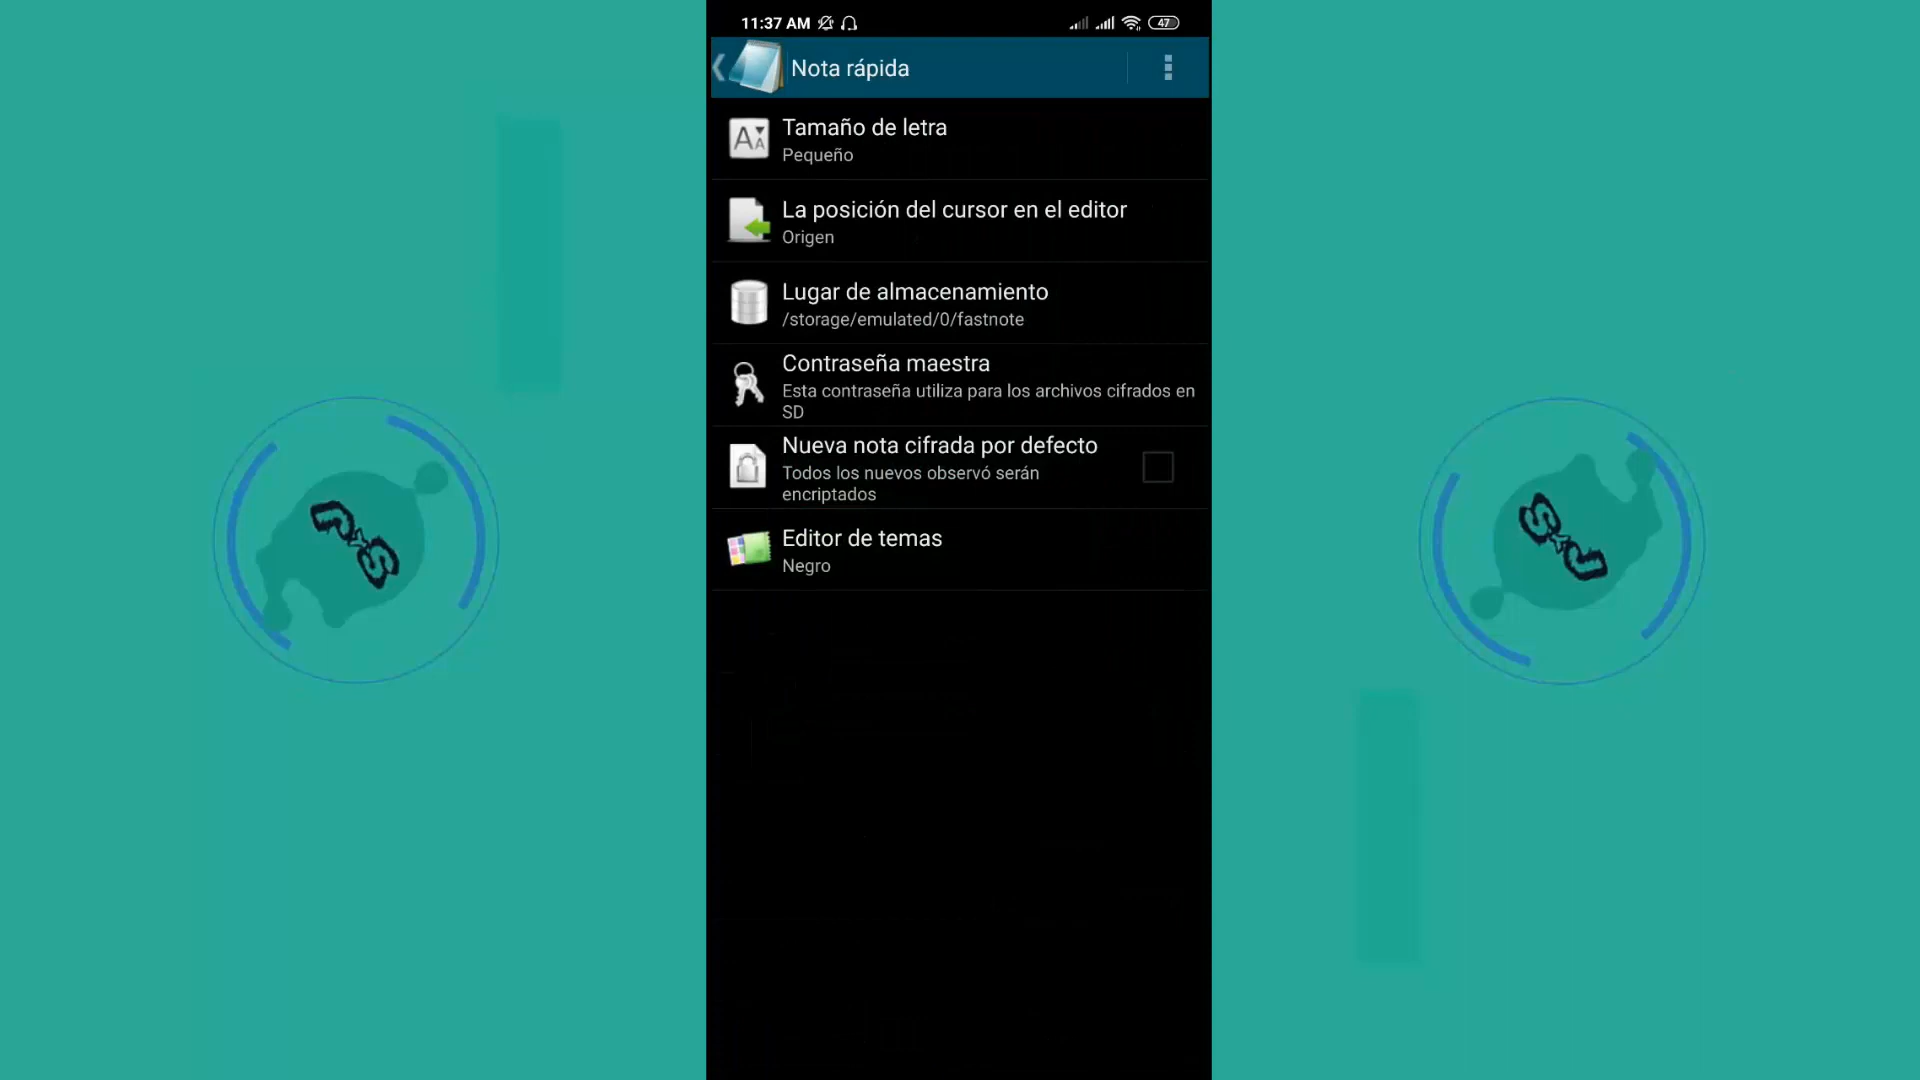 11:37 AM
47
Nota rápida
Tamaño de letra
Pequeño
La posición del cursor en el editor
Origen
Lugar de almacenamiento
/storage/emulated/0/fastnote
Contraseña maestra
Esta contraseña utiliza para los archivos cifrados en
SD
Nueva nota cifrada por defecto
Todos los nuevos observó serán
encriptados
Editor de temas
Negro